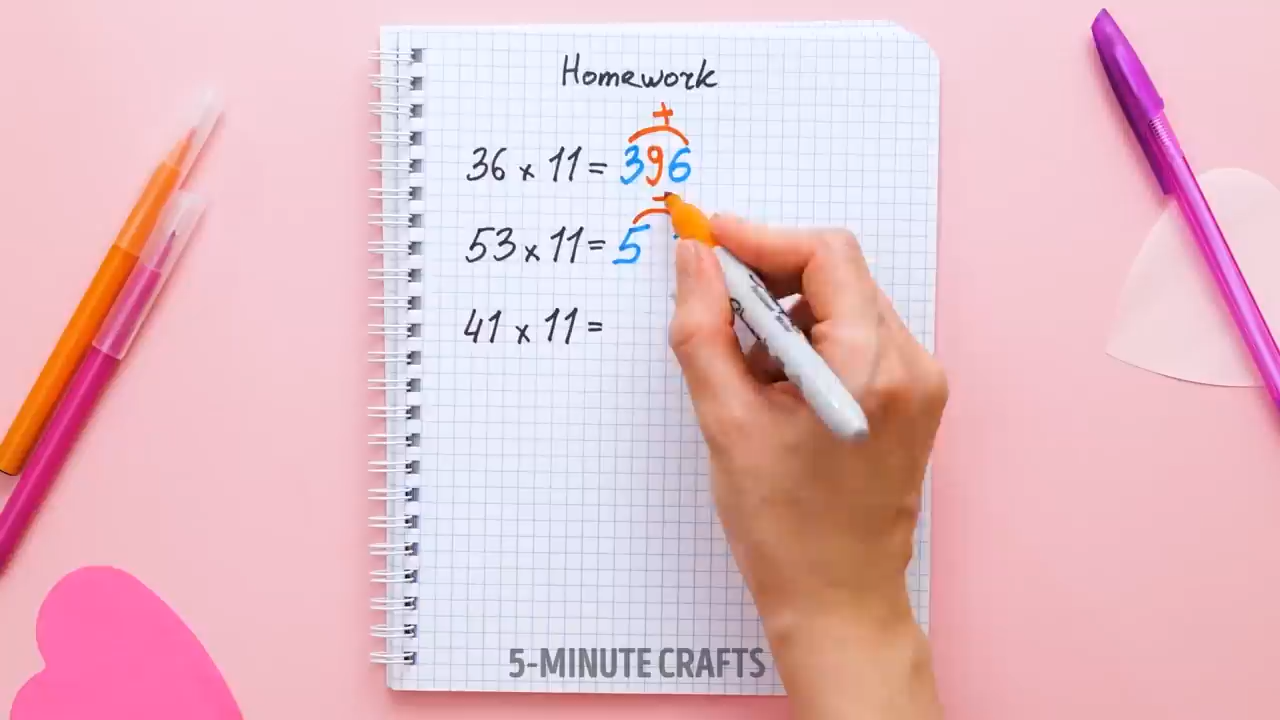 Homework
+
36 x 11 = 396
53 x 11 = 5
41 x 11 =
5-MINUTE CRAFTS